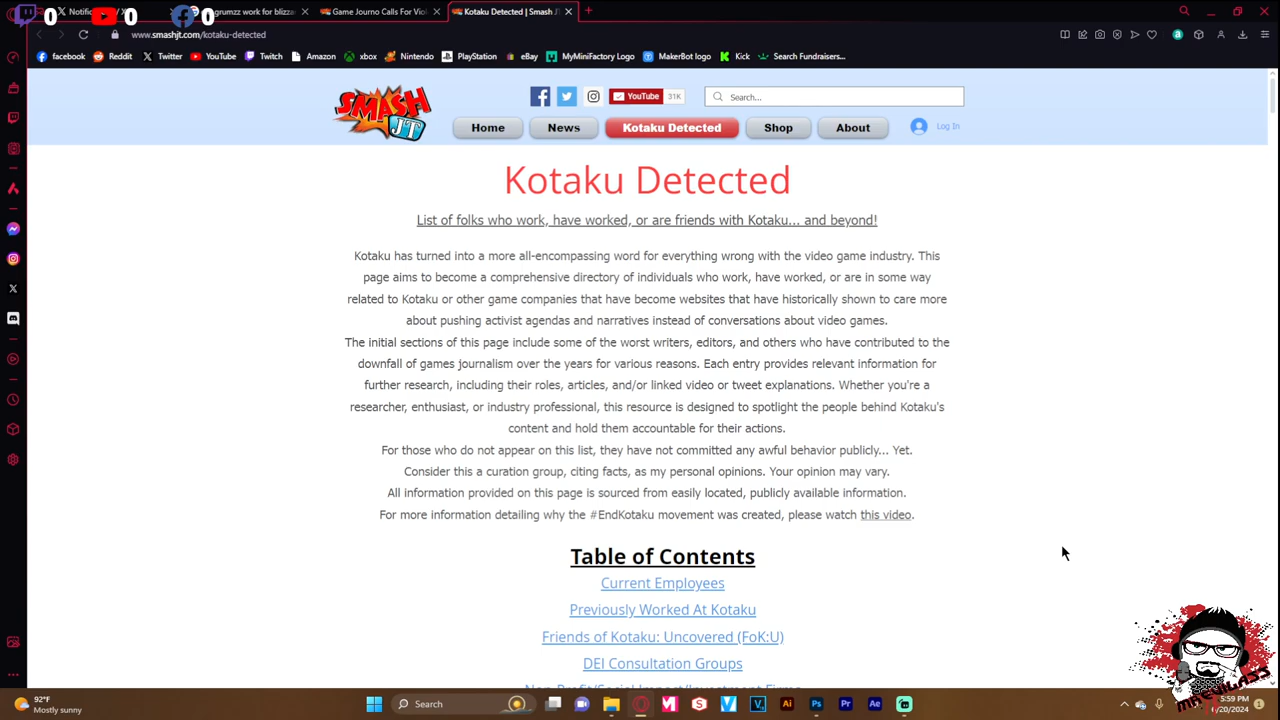 0 0 0
Notific / X
grumzz work for blizza
Game Journo Calls For Viol
Kotaku Detected | Smash JT
www.smashjt.com/kotaku-detected
facebook Reddit Twitter YouTube Twitch Amazon xbox Nintendo PlayStation eBay MyMiniFactory Logo MakerBot logo Kick Search Fundraisers...
SMASH JT
YouTube 31K
Search...
Home News Kotaku Detected Shop About Log In
Kotaku Detected
List of folks who work, have worked, or are friends with Kotaku... and beyond!
Kotaku has turned into a more all-encompassing word for everything wrong with the video game industry. This
page aims to become a comprehensive directory of individuals who work, have worked, or are in some way
related to Kotaku or other game companies that have become websites that have historically shown to care more
about pushing activist agendas and narratives instead of conversations about video games.
The initial sections of this page include some of the worst writers, editors, and others who have contributed to the
downfall of games journalism over the years for various reasons. Each entry provides relevant information for
further research, including their roles, articles, and/or linked video or tweet explanations. Whether you're a
researcher, enthusiast, or industry professional, this resource is designed to spotlight the people behind Kotaku's
content and hold them accountable for their actions.
For those who do not appear on this list, they have not committed any awful behavior publicly... Yet.
Consider this a curation group, citing facts, as my personal opinions. Your opinion may vary.
All information provided on this page is sourced from easily located, publicly available information.
For more information detailing why the #EndKotaku movement was created, please watch this video.
Table of Contents
Current Employees
Previously Worked At Kotaku
Friends of Kotaku: Uncovered (FoK:U)
DEI Consultation Groups
Non-Profit/Social Impact/Investment Firms
92°F
Mostly sunny
Search
5:59 PM
/20/2024